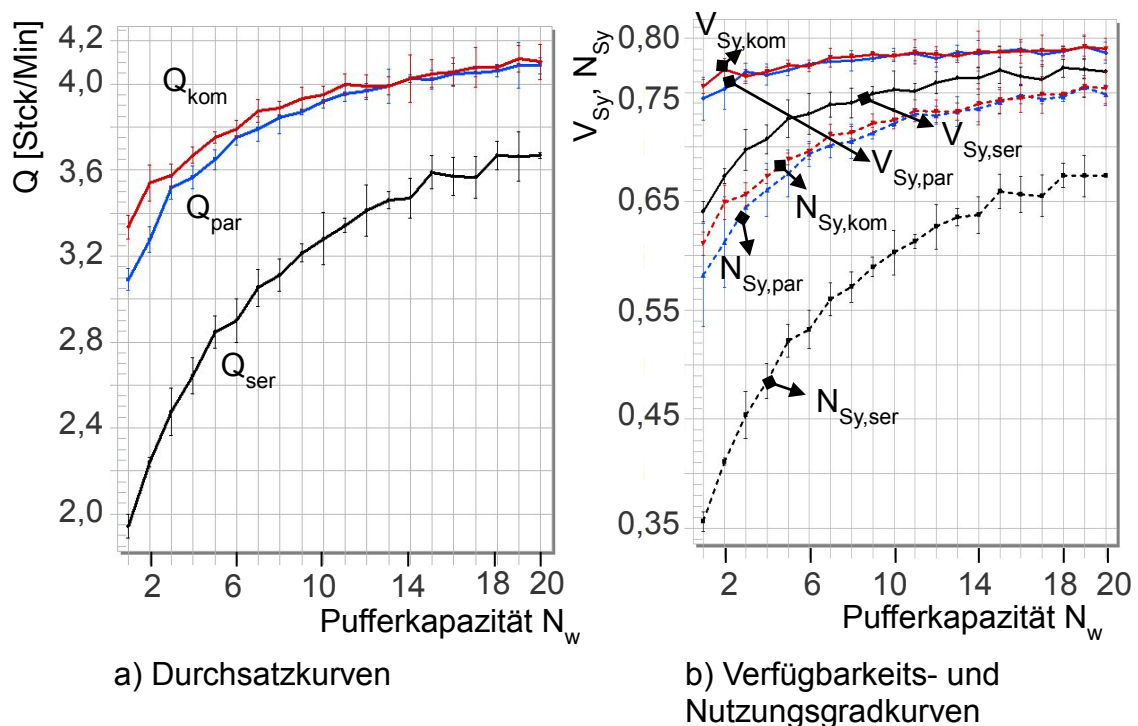 Q [Stck/Min]
4,2
4,0
3,6
3,2
2,8
2,4
2,0
Q kom
Q par
Q ser
2 6 10 14 18 20
Pufferkapazität N w
a) Durchsatzkurven
V Sy, N Sy
0,80
0,75
0,65
0,55
0,45
0,35
V Sy,kom
V Sy,ser
V Sy,par
N Sy,kom
N Sy,par
N Sy,ser
2 6 10 14 18 20
Pufferkapazität N w
b) Verfügbarkeits- und
Nutzungsgradkurven